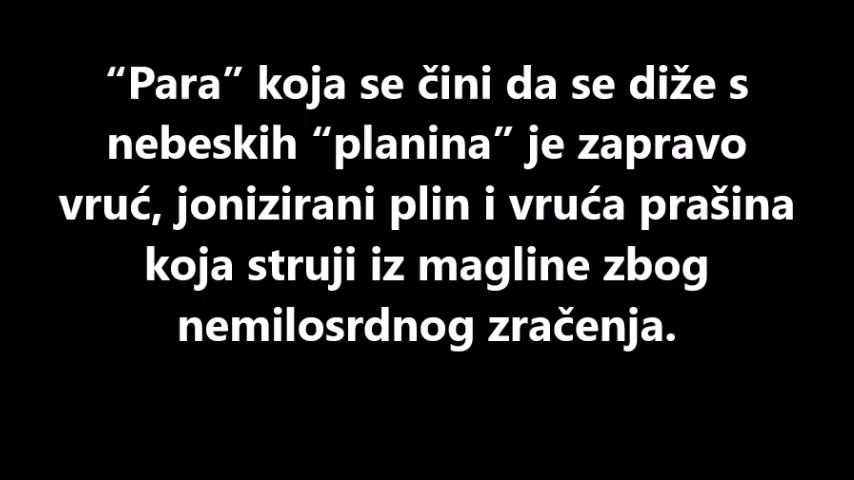 “Para” koja se čini da se diže s
nebeskih “planina” je zapravo
vruć, jonizirani plin i vruća prašina
koja struji iz magline zbog
nemilosrdnog zračenja.